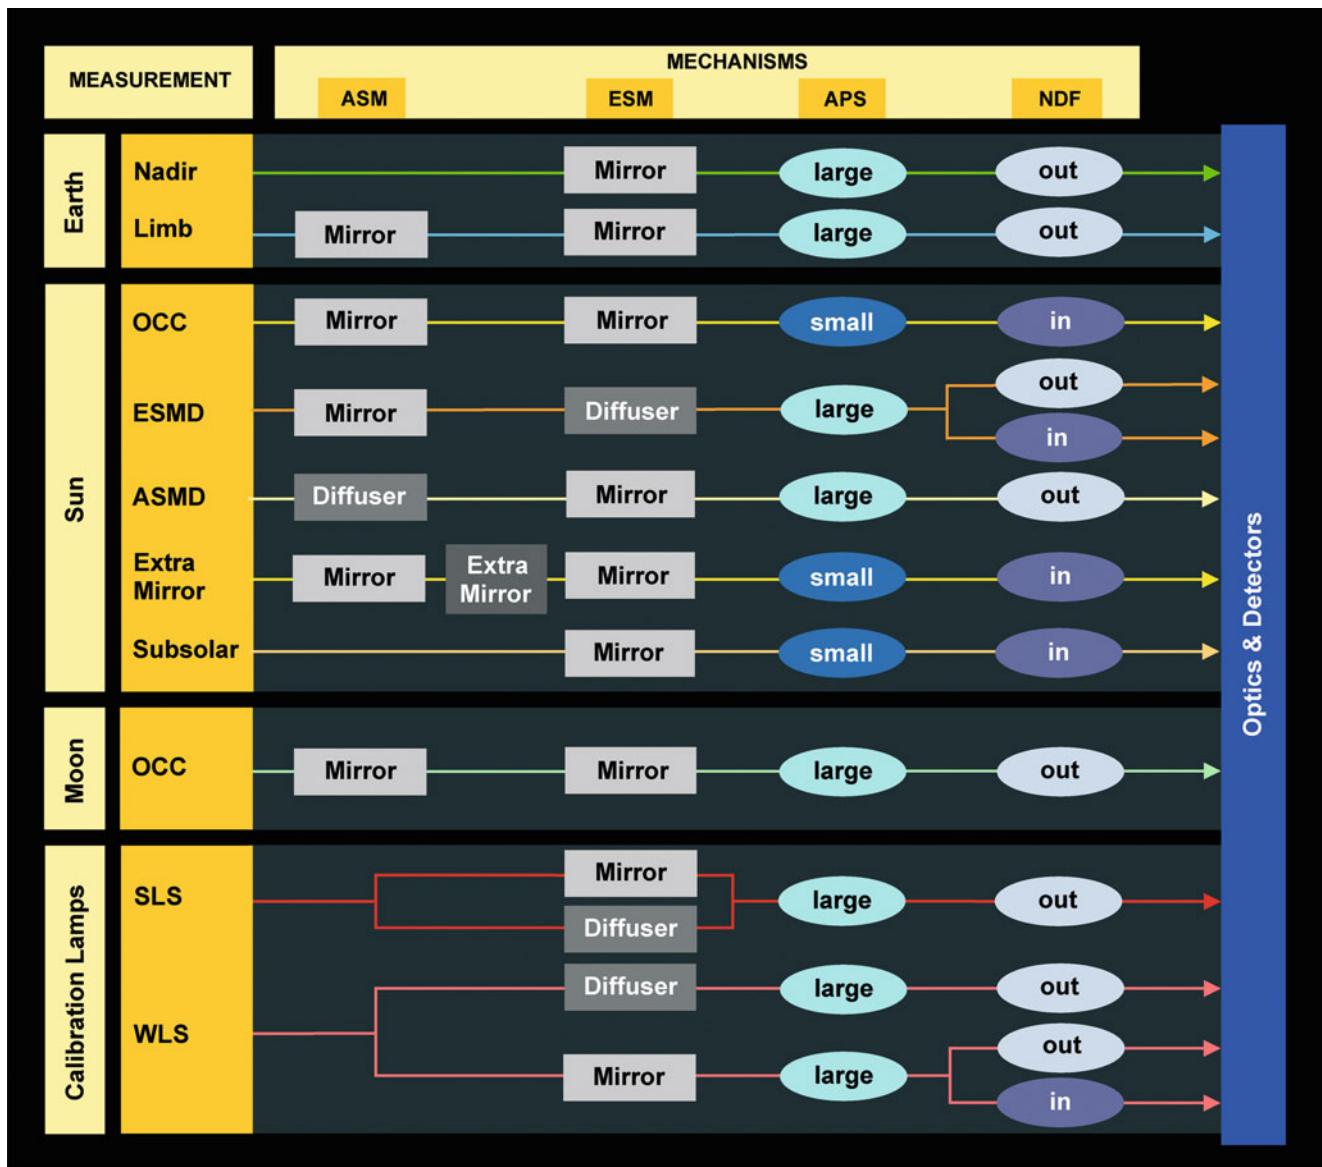 MEASUREMENT
MECHANISMS
ASM ESM APS NDF
Earth
Nadir Mirror large out
Limb Mirror Mirror large out
Sun
OCC Mirror Mirror small in
ESMD Mirror Diffuser large out
in
ASMD Diffuser Mirror large out
Extra
Mirror Mirror Extra
Mirror Mirror small in
Subsolar Mirror small in
Moon
OCC Mirror Mirror large out
Calibration Lamps
SLS Mirror
Diffuser large out
WLS Diffuser large out
Mirror large out
in
Optics & Detectors